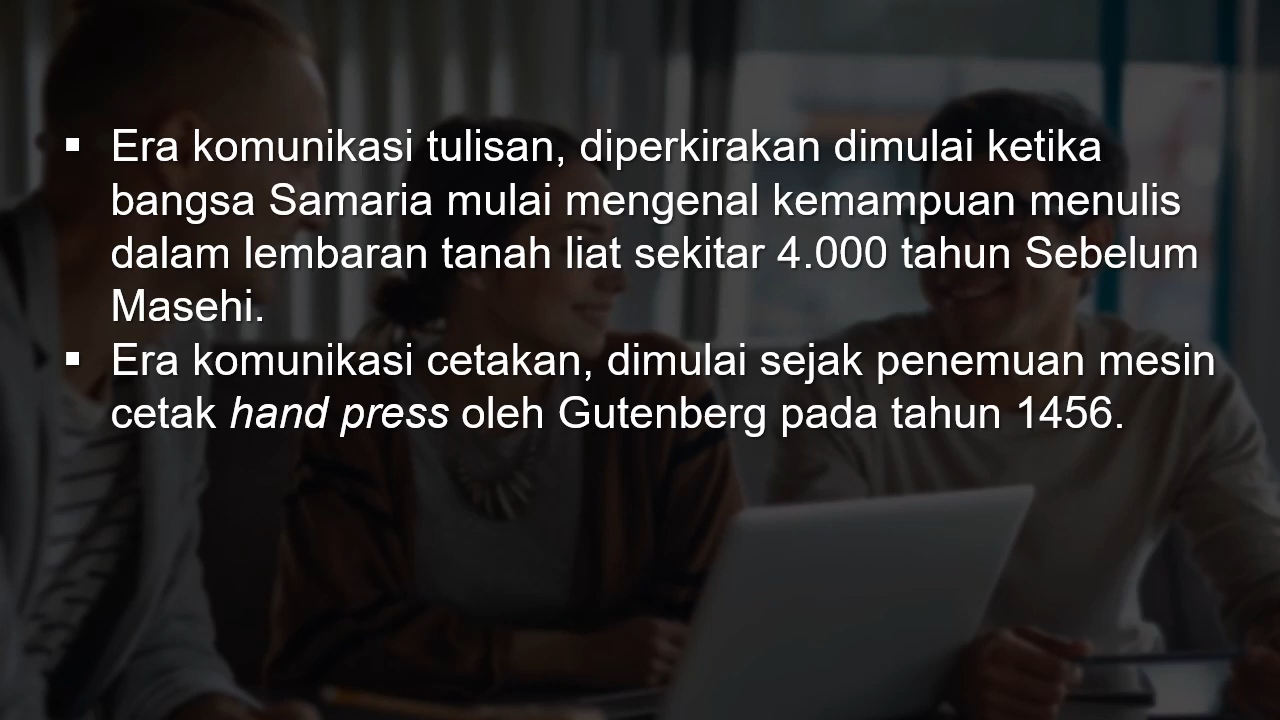 ▪ Era komunikasi tulisan, diperkirakan dimulai ketika
bangsa Samaria mulai mengenal kemampuan menulis
dalam lembaran tanah liat sekitar 4.000 tahun Sebelum
Masehi.
▪ Era komunikasi cetakan, dimulai sejak penemuan mesin
cetak hand press oleh Gutenberg pada tahun 1456.